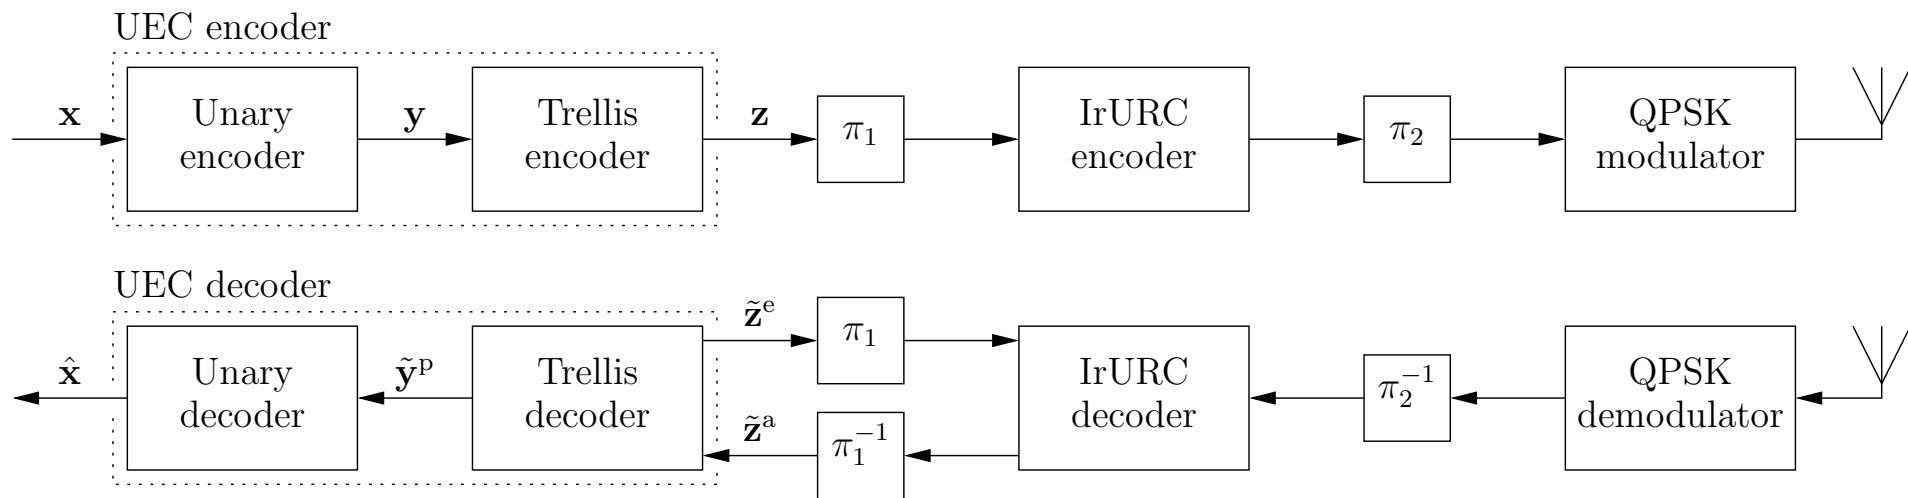 UEC encoder
x
Unary
encoder
y
Trellis
encoder
z
π₁
IrURC
encoder
π₂
QPSK
modulator
UEC decoder
x̂
Unary
decoder
ỹᵖ
Trellis
decoder
z̃ᵉ
π₁
z̃ᵃ
π₁⁻¹
IrURC
decoder
π₂⁻¹
QPSK
demodulator